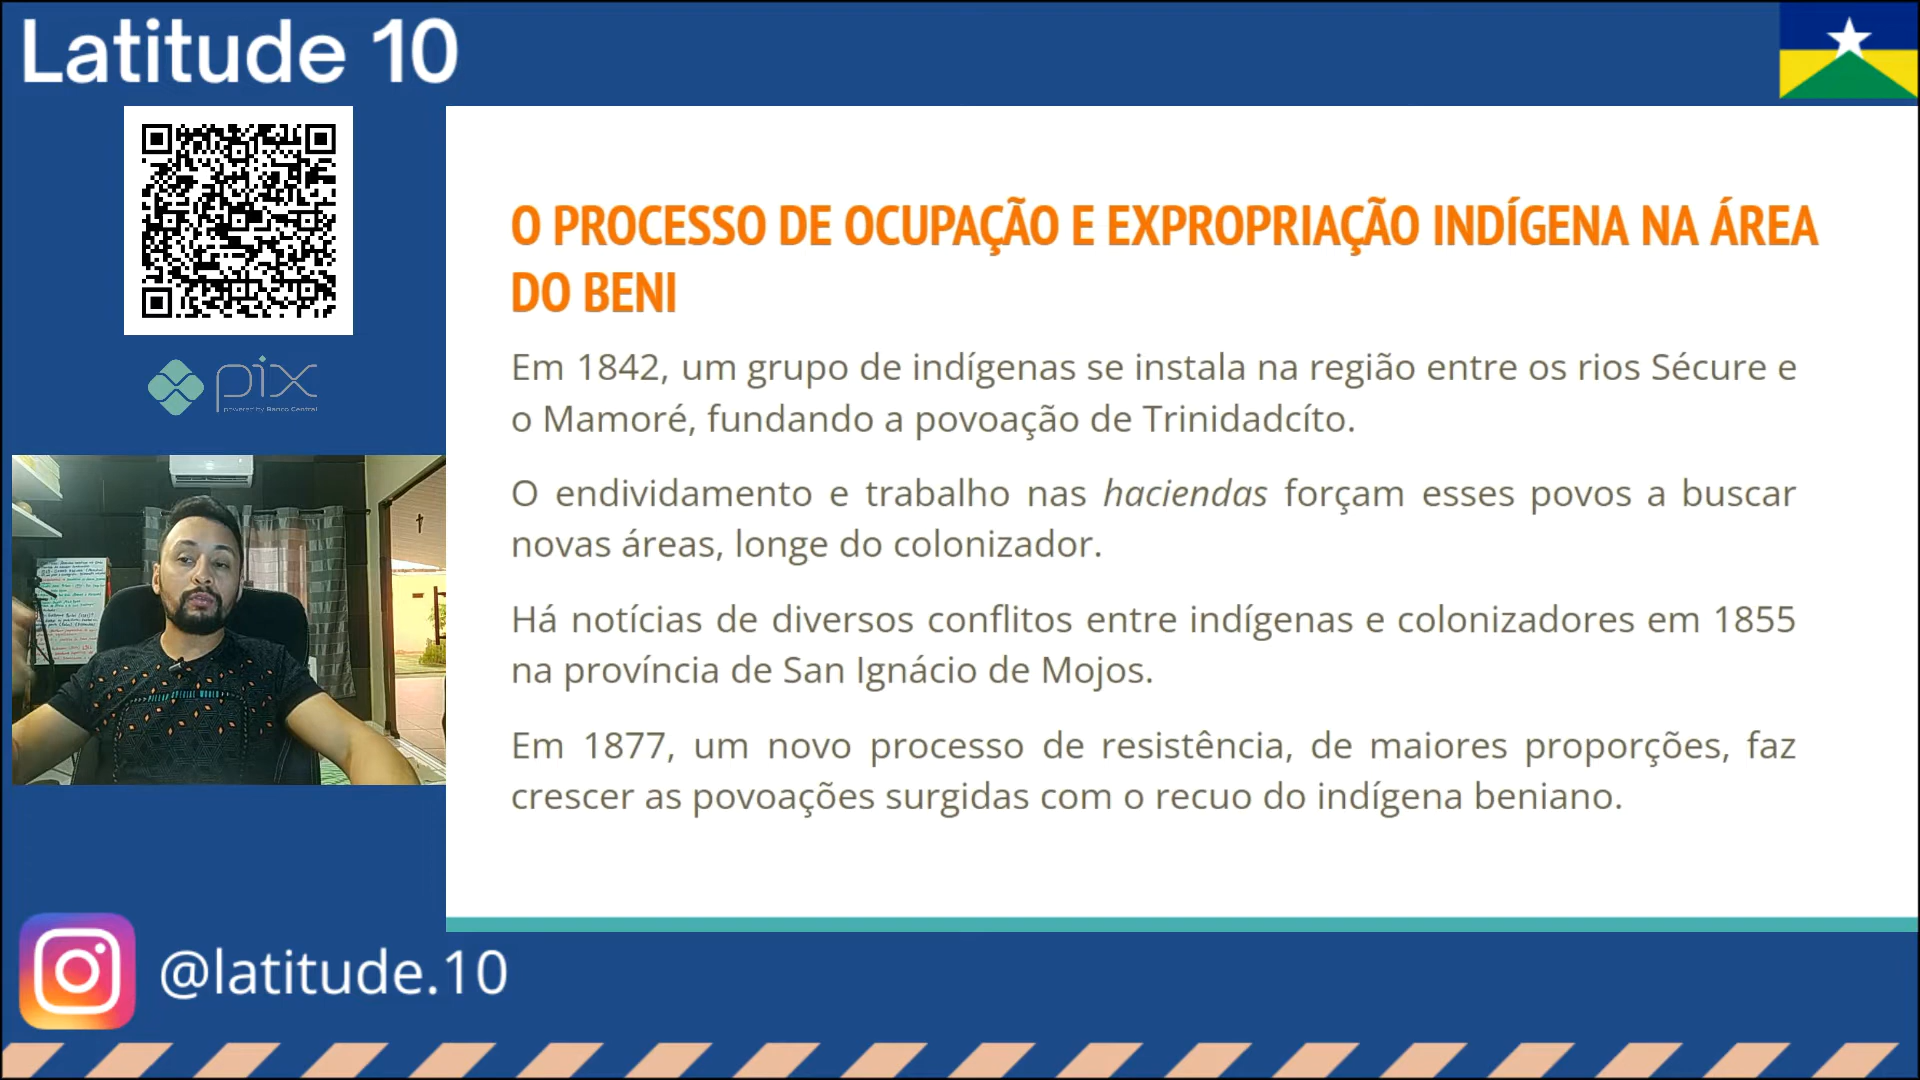 Latitude 10
pix
powered by Banco Central
O PROCESSO DE OCUPAÇÃO E EXPROPRIAÇÃO INDÍGENA NA ÁREA
DO BENI
Em 1842, um grupo de indígenas se instala na região entre os rios Sécure e
o Mamoré, fundando a povoação de Trinidadcíto.
O endividamento e trabalho nas haciendas forçam esses povos a buscar
novas áreas, longe do colonizador.
Há notícias de diversos conflitos entre indígenas e colonizadores em 1855
na província de San Ignácio de Mojos.
Em 1877, um novo processo de resistência, de maiores proporções, faz
crescer as povoações surgidas com o recuo do indígena beniano.
@latitude.10